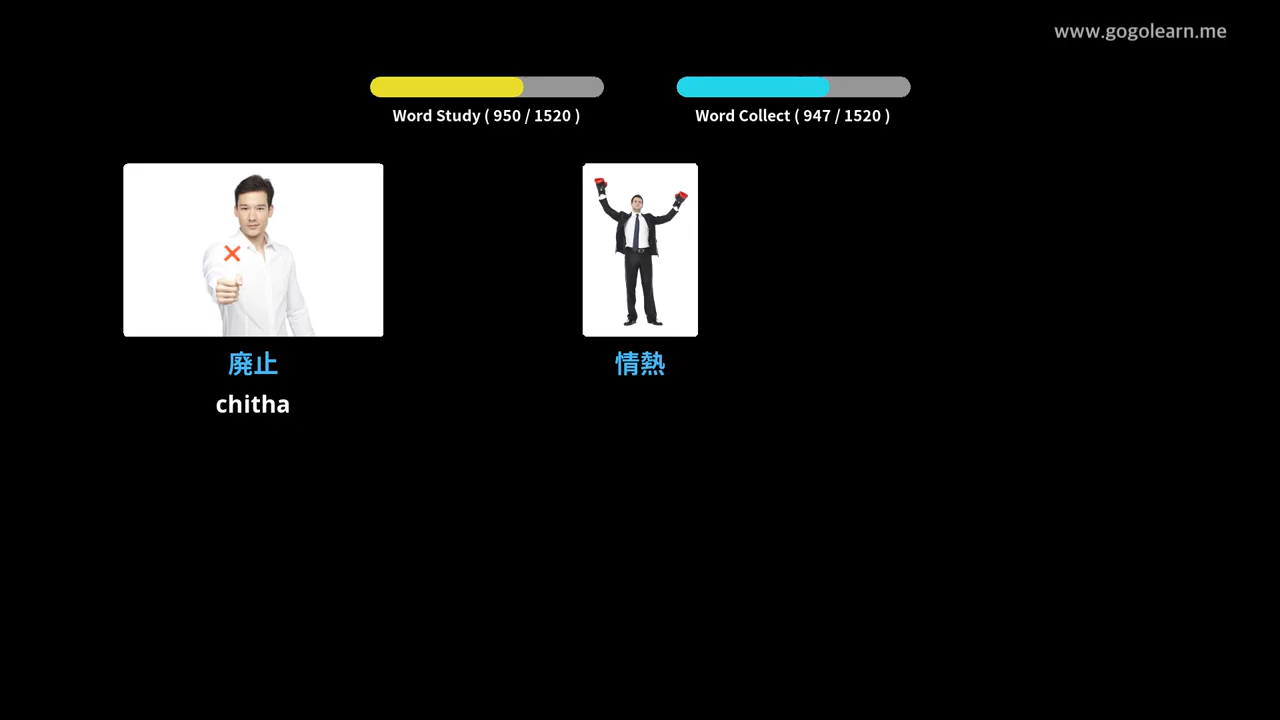 www.gogolearn.me
Word Study ( 950 / 1520 )
Word Collect ( 947 / 1520 )
廃止
chitha
情熱